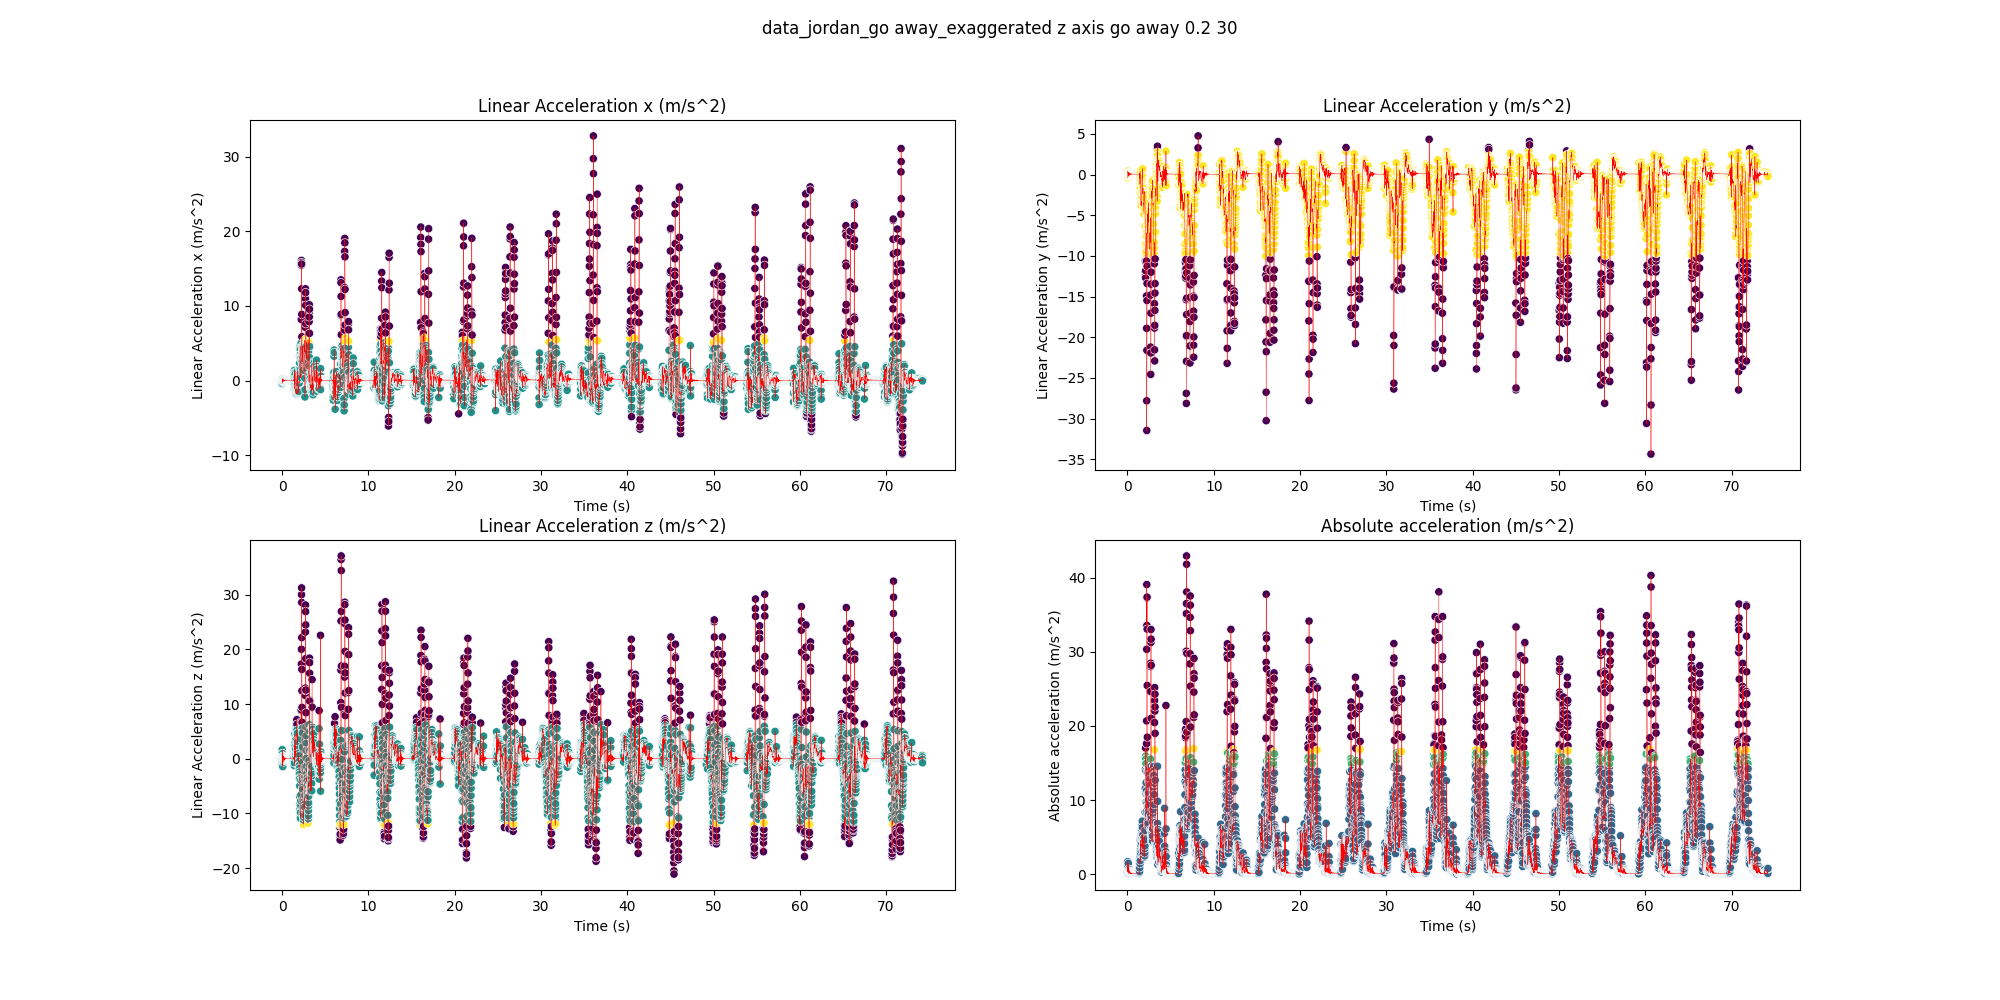 data_jordan_go away_exaggerated z axis go away 0.2 30
Linear Acceleration x (m/s^2)
Linear Acceleration x (m/s^2)
30
20
10
0
−10
0 10 20 30 40 50 60 70
Time (s)
Linear Acceleration y (m/s^2)
Linear Acceleration y (m/s^2)
5
0
−5
−10
−15
−20
−25
−30
−35
0 10 20 30 40 50 60 70
Time (s)
Linear Acceleration z (m/s^2)
Linear Acceleration z (m/s^2)
30
20
10
0
−10
−20
0 10 20 30 40 50 60 70
Time (s)
Absolute acceleration (m/s^2)
Absolute acceleration (m/s^2)
40
30
20
10
0
0 10 20 30 40 50 60 70
Time (s)